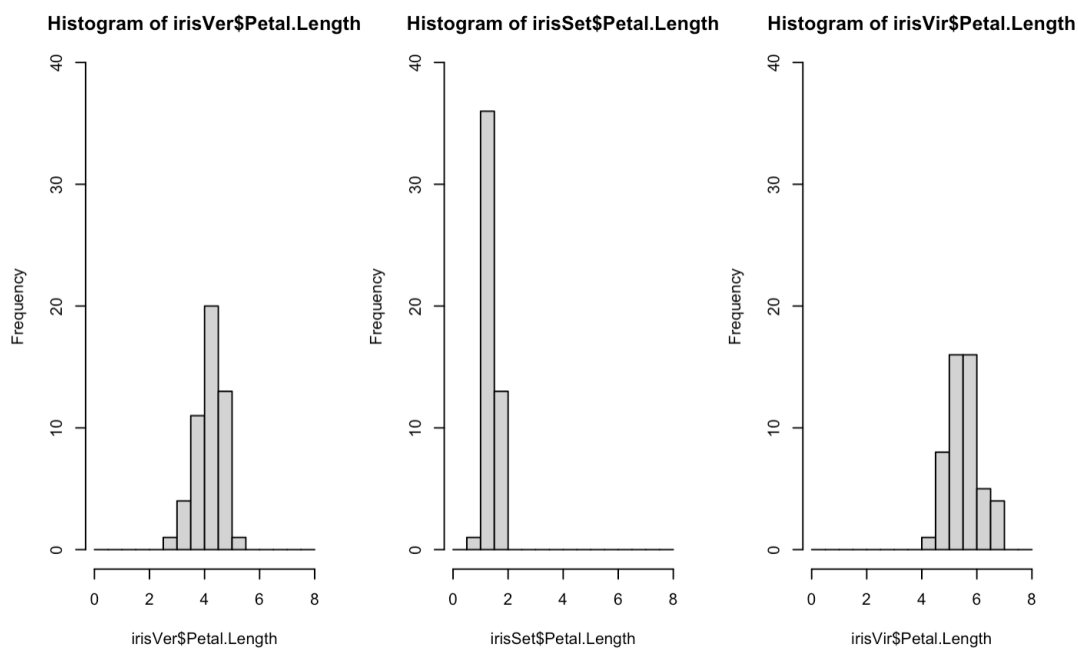 Histogram of irisVer$Petal.Length
Frequency
0 10 20 30 40
0 2 4 6 8
irisVer$Petal.Length
Histogram of irisSet$Petal.Length
Frequency
0 10 20 30 40
0 2 4 6 8
irisSet$Petal.Length
Histogram of irisVir$Petal.Length
Frequency
0 10 20 30 40
0 2 4 6 8
irisVir$Petal.Length